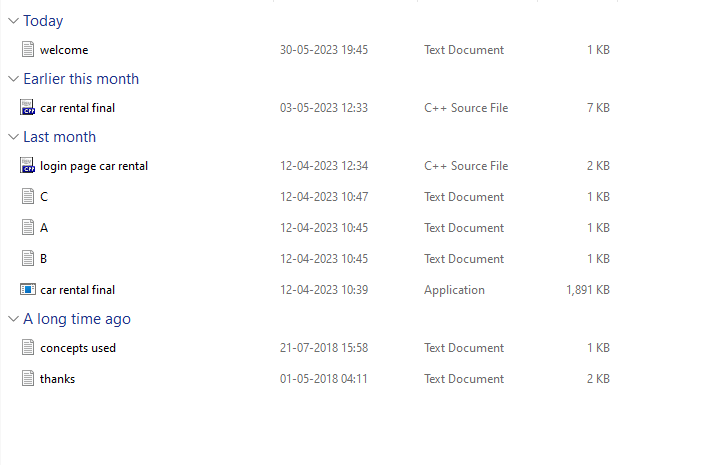 Today
welcome 30-05-2023 19:45 Text Document 1 KB
Earlier this month
car rental final 03-05-2023 12:33 C++ Source File 7 KB
Last month
login page car rental 12-04-2023 12:34 C++ Source File 2 KB
C 12-04-2023 10:47 Text Document 1 KB
A 12-04-2023 10:45 Text Document 1 KB
B 12-04-2023 10:45 Text Document 1 KB
car rental final 12-04-2023 10:39 Application 1,891 KB
A long time ago
concepts used 21-07-2018 15:58 Text Document 1 KB
thanks 01-05-2018 04:11 Text Document 2 KB